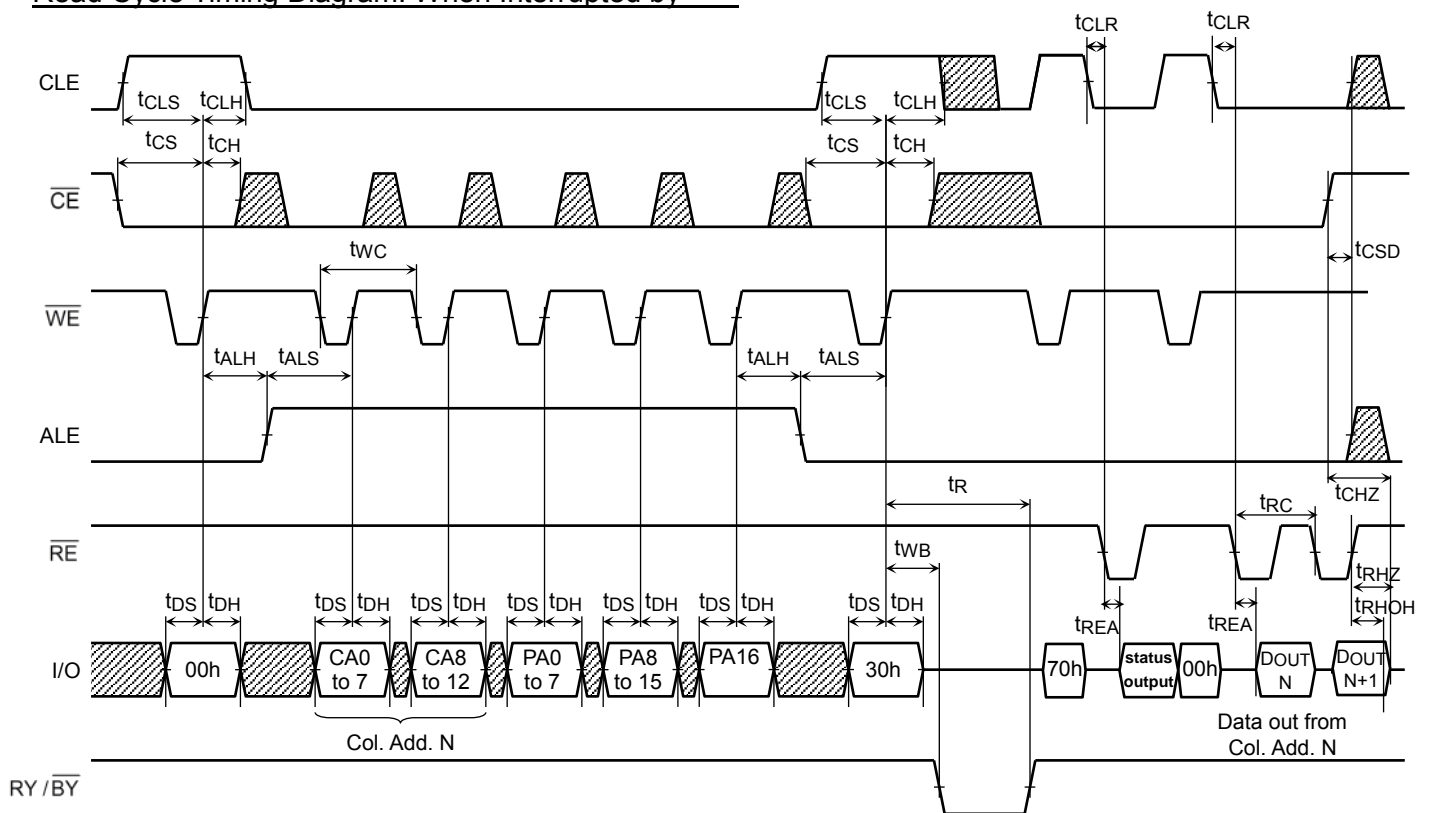 Read Cycle Timing Diagram: When Interrupted by
tCLR tCLR
CLE
tCLS tCLH tCLS tCLH
tCS tCH tCS tCH
CE
tWC tCSD
WE
tALH tALS tALH tALS
ALE
tR tCHZ
tRC
RE
tWB
tRHZ
tDS tDH tDS tDH tDS tDH tDS tDH tDS tDH tDS tDH tDS tDH tREA tREA tRHOH
I/O 00h CA0 to 7 CA8 to 12 PA0 to 7 PA8 to 15 PA16 30h 70h status output 00h DOUT N DOUT N+1
Col. Add. N
Data out from
Col. Add. N
RY / BY